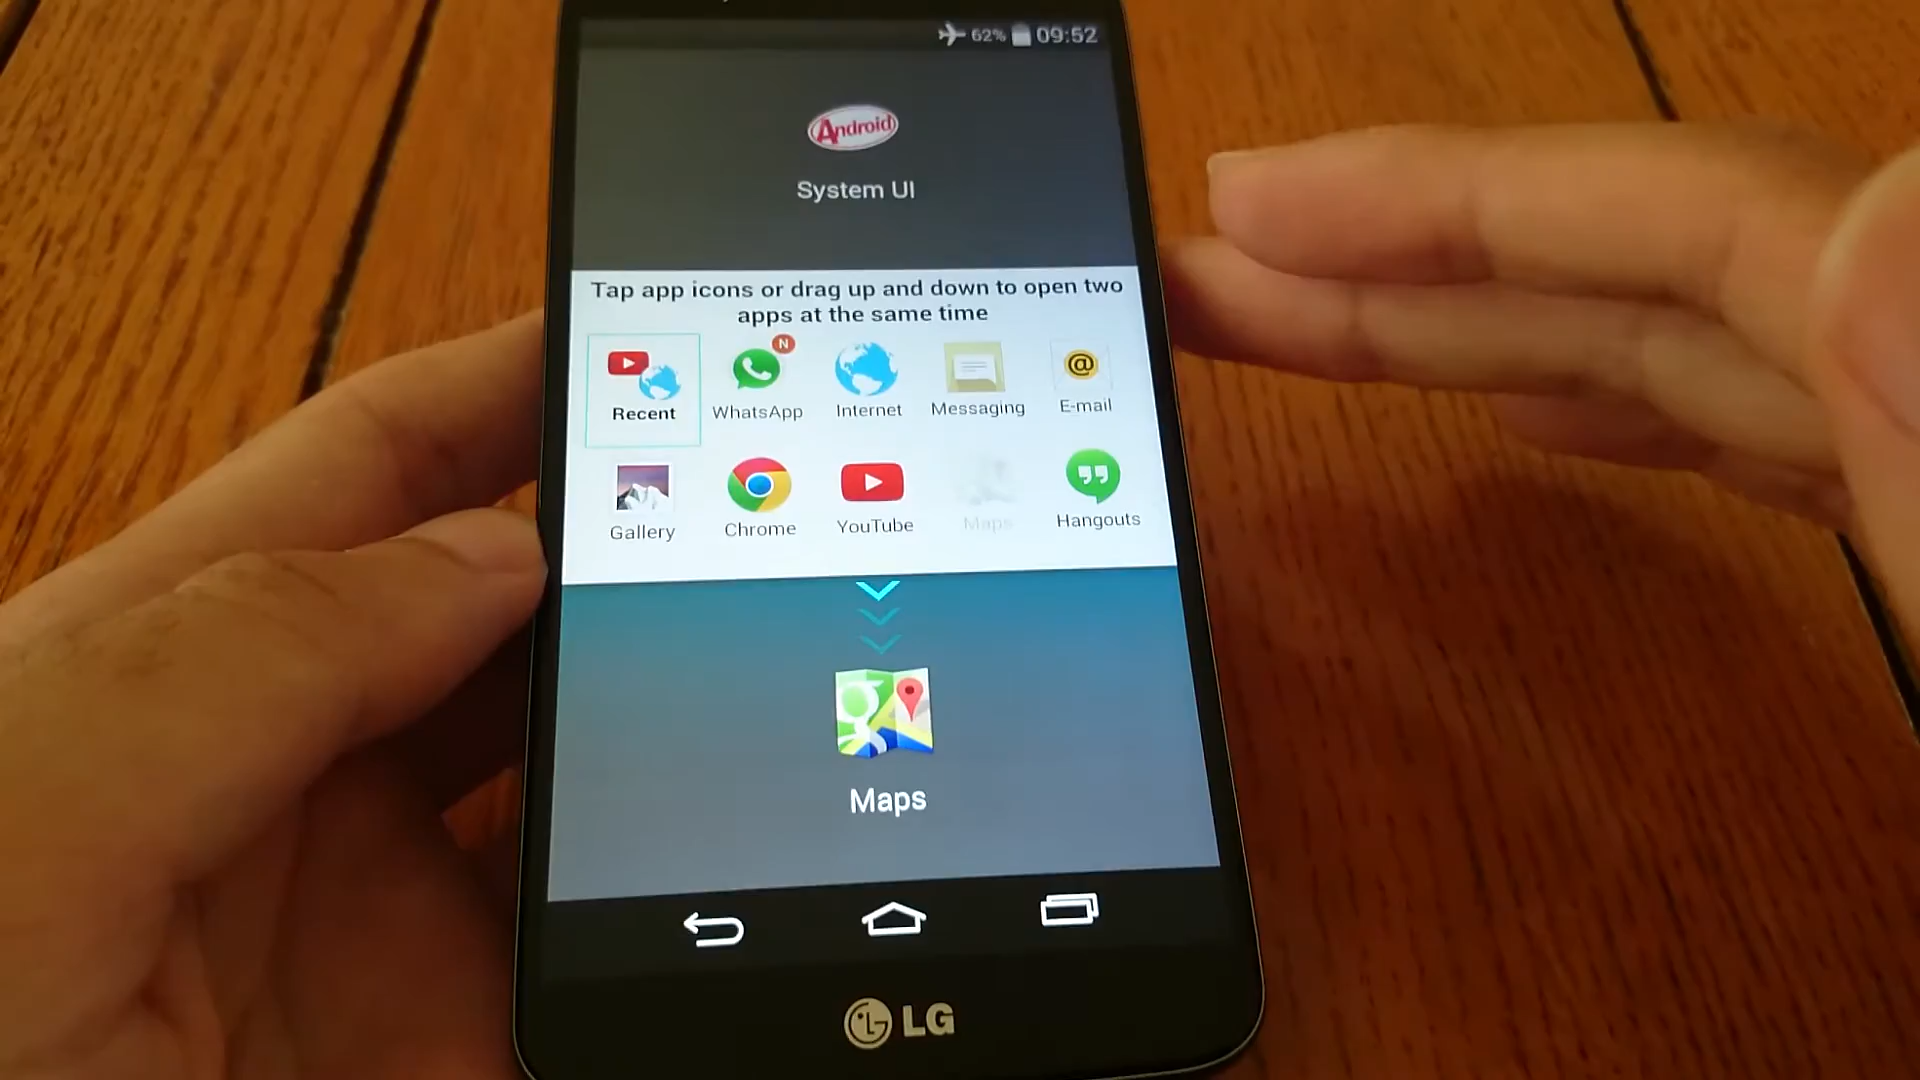 62% 09:52
Android
System UI
Tap app icons or drag up and down to open two
apps at the same time
N
Recent WhatsApp Internet Messaging E-mail
Gallery Chrome YouTube Maps Hangouts
Maps
LG